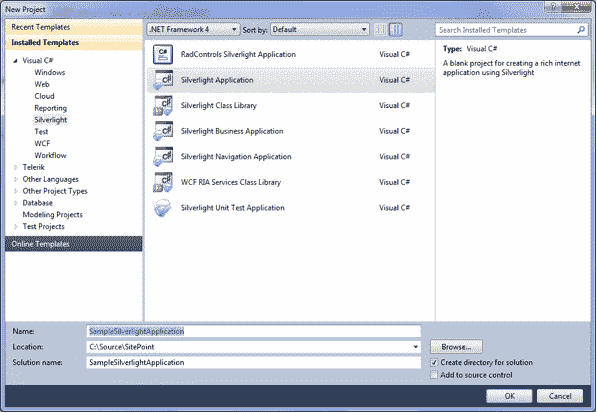 New Project
Recent Templates
.NET Framework 4 Sort by: Default
Search Installed Templates
Installed Templates
Visual C#
Windows
Web
Cloud
Reporting
Silverlight
Test
WCF
Workflow
Telerik
Other Languages
Other Project Types
Database
Modeling Projects
Test Projects
Online Templates
RadControls Silverlight Application Visual C#
Silverlight Application Visual C#
Silverlight Class Library Visual C#
Silverlight Business Application Visual C#
Silverlight Navigation Application Visual C#
WCF RIA Services Class Library Visual C#
Silverlight Unit Test Application Visual C#
Type: Visual C#
A blank project for creating a rich internet
application using Silverlight
Name: SampleSilverlightApplication
Location: C:\Source\SitePoint
Browse...
Solution name: SampleSilverlightApplication
Create directory for solution
Add to source control
OK Cancel